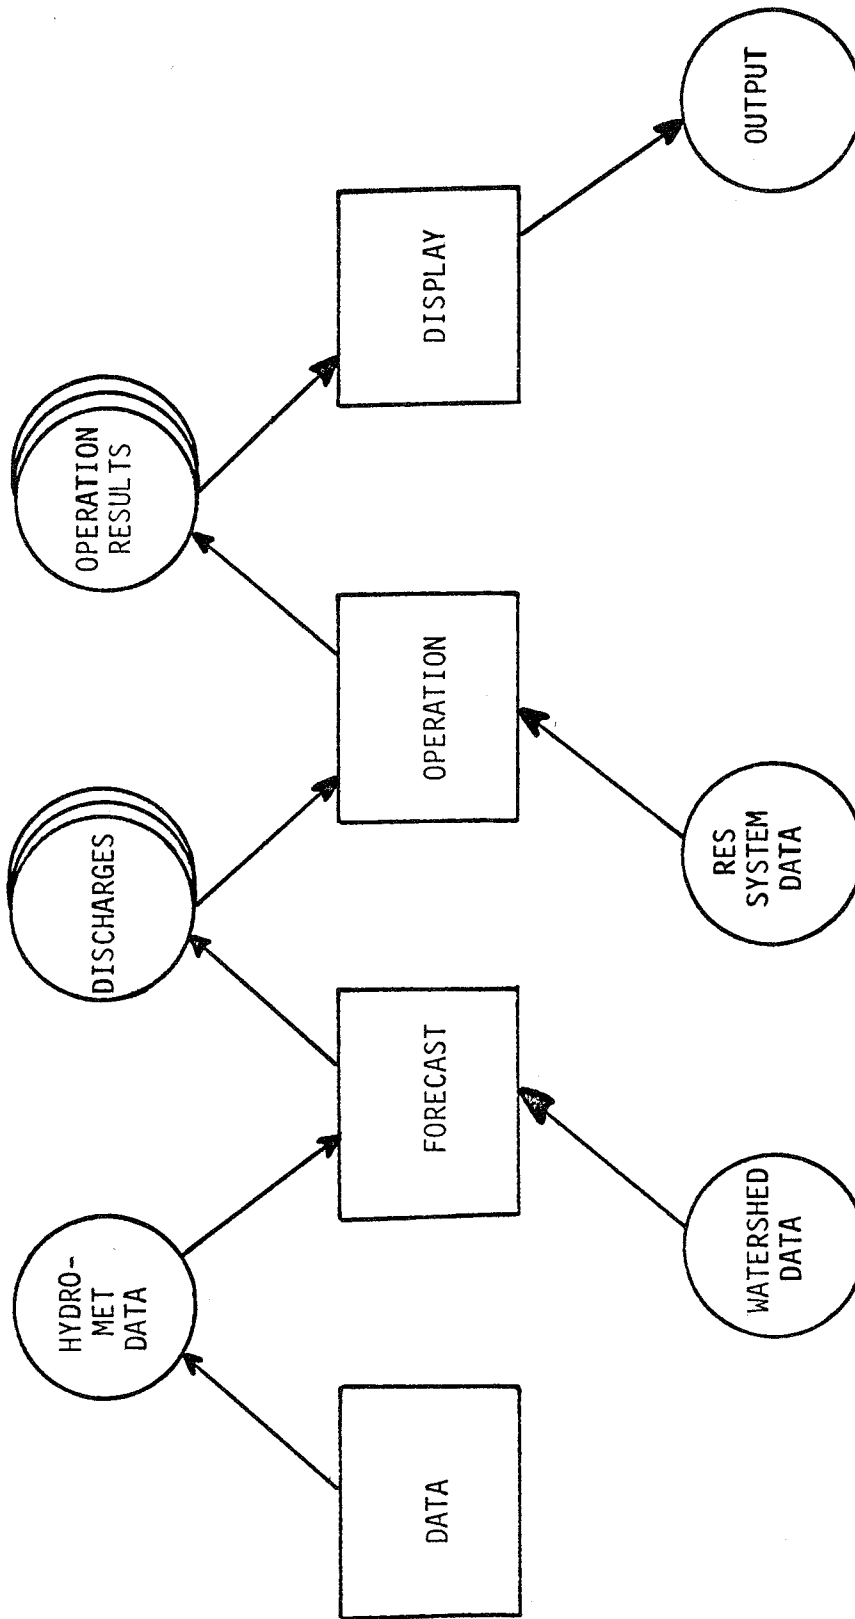 HYDRO-
MET
DATA
DISCHARGES
OPERATION
RESULTS
DATA
FORECAST
OPERATION
DISPLAY
WATERSHED
DATA
RES
SYSTEM
DATA
OUTPUT